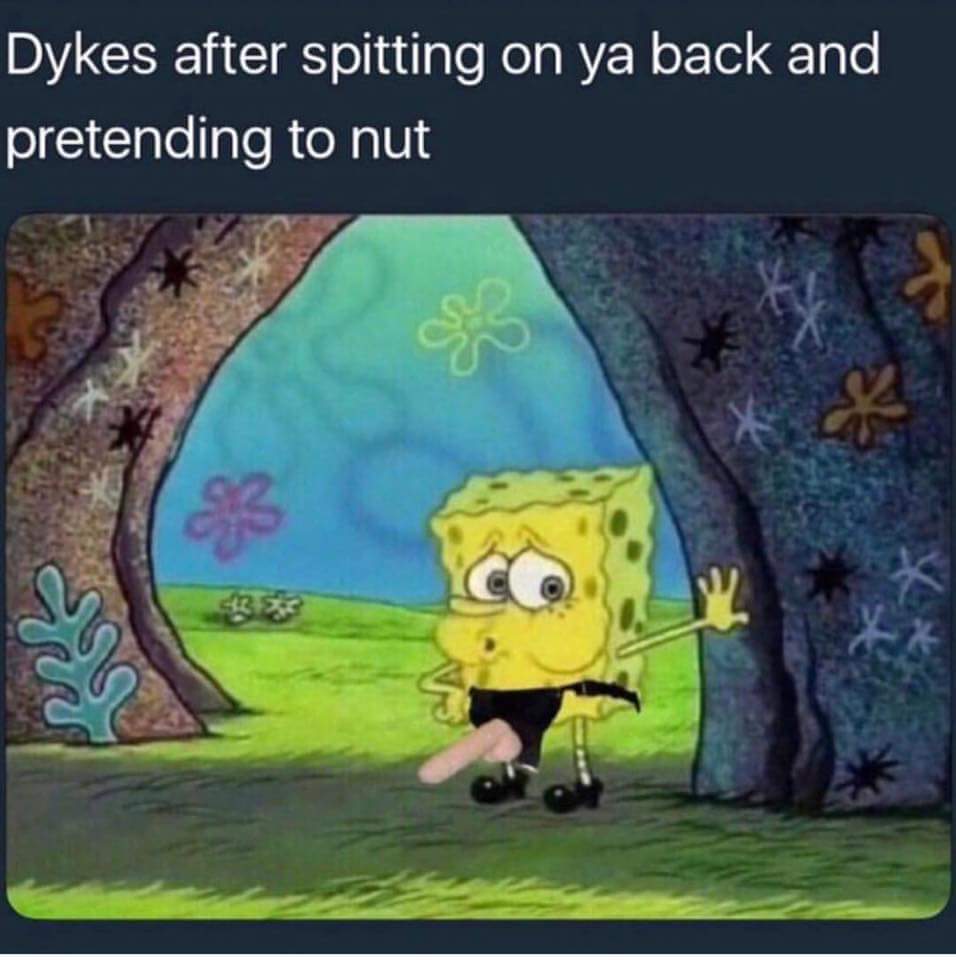 Dykes after spitting on ya back and
pretending to nut